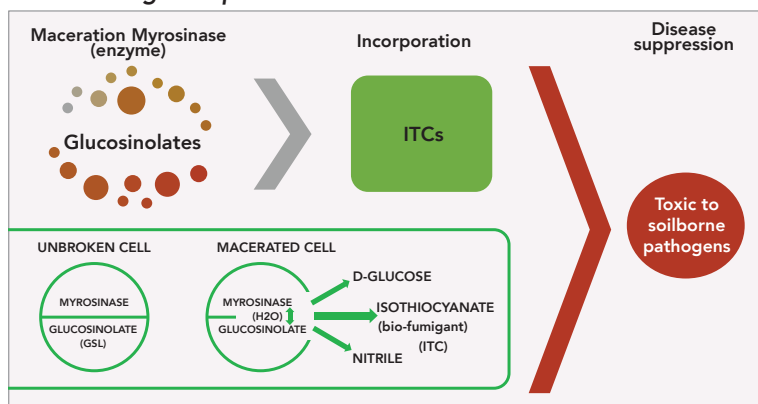 Maceration Myrosinase
(enzyme)
Glucosinolates
Incorporation
ITCs
Disease
suppression
Toxic to
soilborne
pathogens
UNBROKEN CELL
MYROSINASE
GLUCOSINOLATE
(GSL)
MACERATED CELL
MYROSINASE
(H2O)
GLUCOSINOLATE
D-GLUCOSE
ISOTHIOCYANATE
(bio-fumigant)
(ITC)
NITRILE